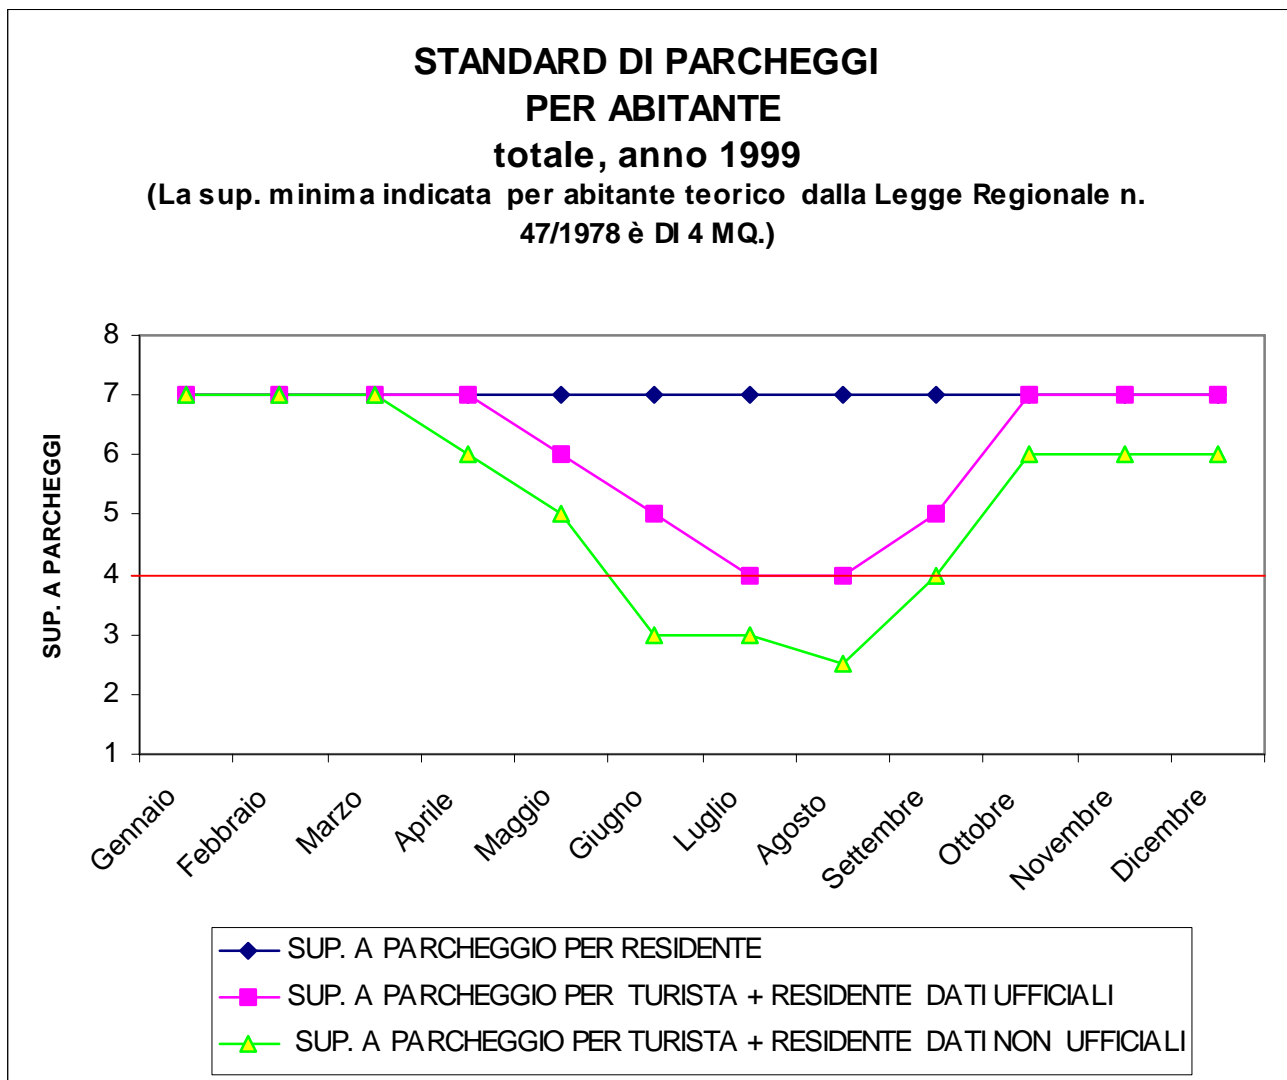 STANDARD DI PARCHEGGI
PER ABITANTE
totale, anno 1999
(La sup. minima indicata per abitante teorico dalla Legge Regionale n.
47/1978 è DI 4 MQ.)
SUP. A PARCHEGGI
8
7
6
5
4
3
2
1
Gennaio
Febbraio
Marzo
Aprile
Maggio
Giugno
Luglio
Agosto
Settembre
Ottobre
Novembre
Dicembre
SUP. A PARCHEGGIO PER RESIDENTE
SUP. A PARCHEGGIO PER TURISTA + RESIDENTE DATI UFFICIALI
SUP. A PARCHEGGIO PER TURISTA + RESIDENTE DATI NON UFFICIALI